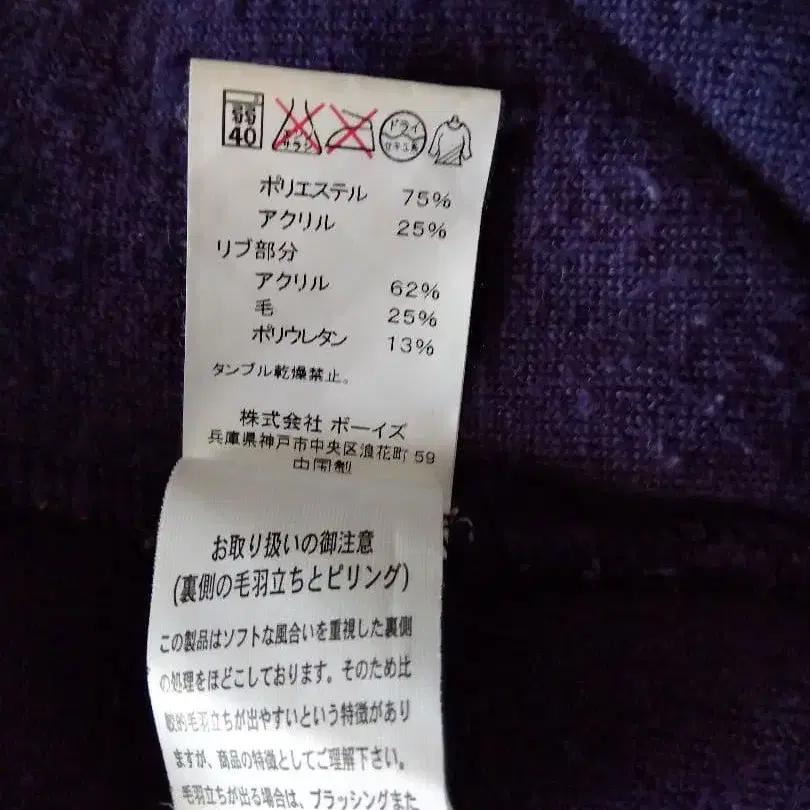 弱
40
サラシ
ドライ
セキユ系
ポリエステル 75%
アクリル 25%
リブ部分
アクリル 62%
毛 25%
ポリウレタン 13%
タンブル乾燥禁止。
株式会社 ボーイズ
兵庫県神戸市中央区浪花町 59
中国製
お取り扱いの御注意
(裏側の毛羽立ちとピリング)
この製品はソフトな風合いを重視した裏側
の処理をほどこしております。そのため比
較的毛羽立ちが出やすいという特徴があり
ますが、商品の特徴としてご理解下さい。
毛羽立ちが出る場合は、ブラッシングまた